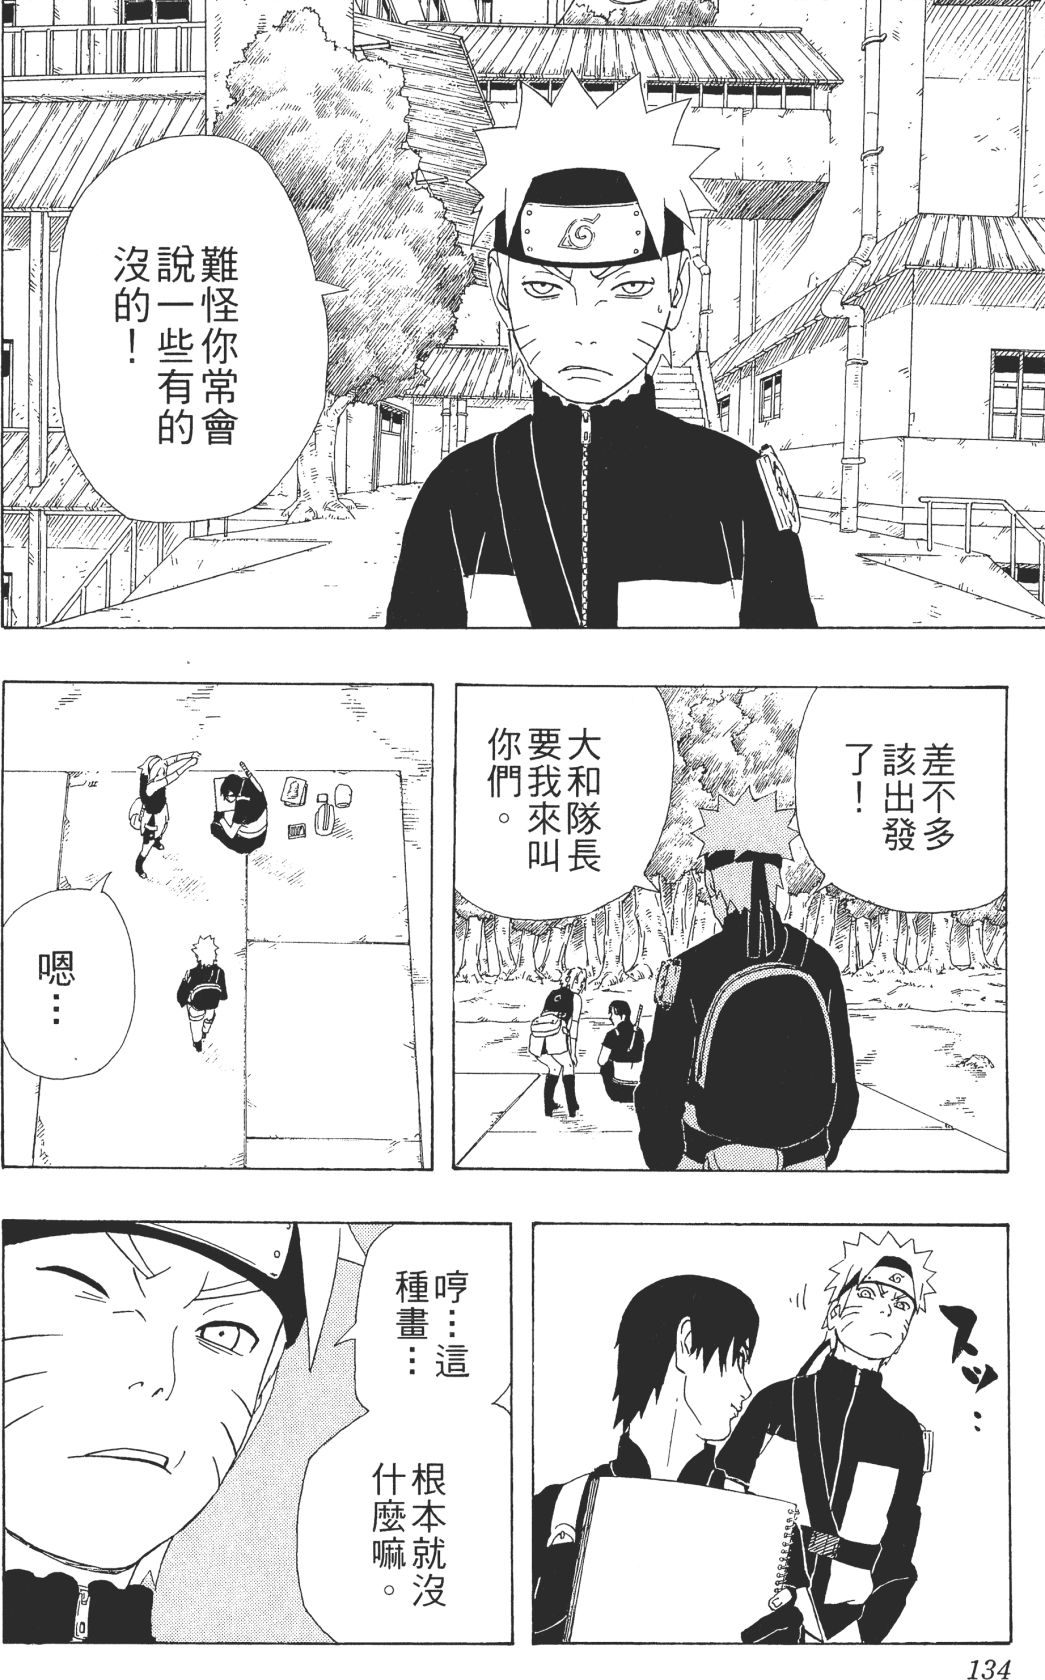 難怪你常會
說一些有的
沒的！
差不多
該出發
了！
大和隊長
要我來叫
你們。
嗯…
スッ…
哼…這
種畫…
根本就沒
什麼嘛。
134